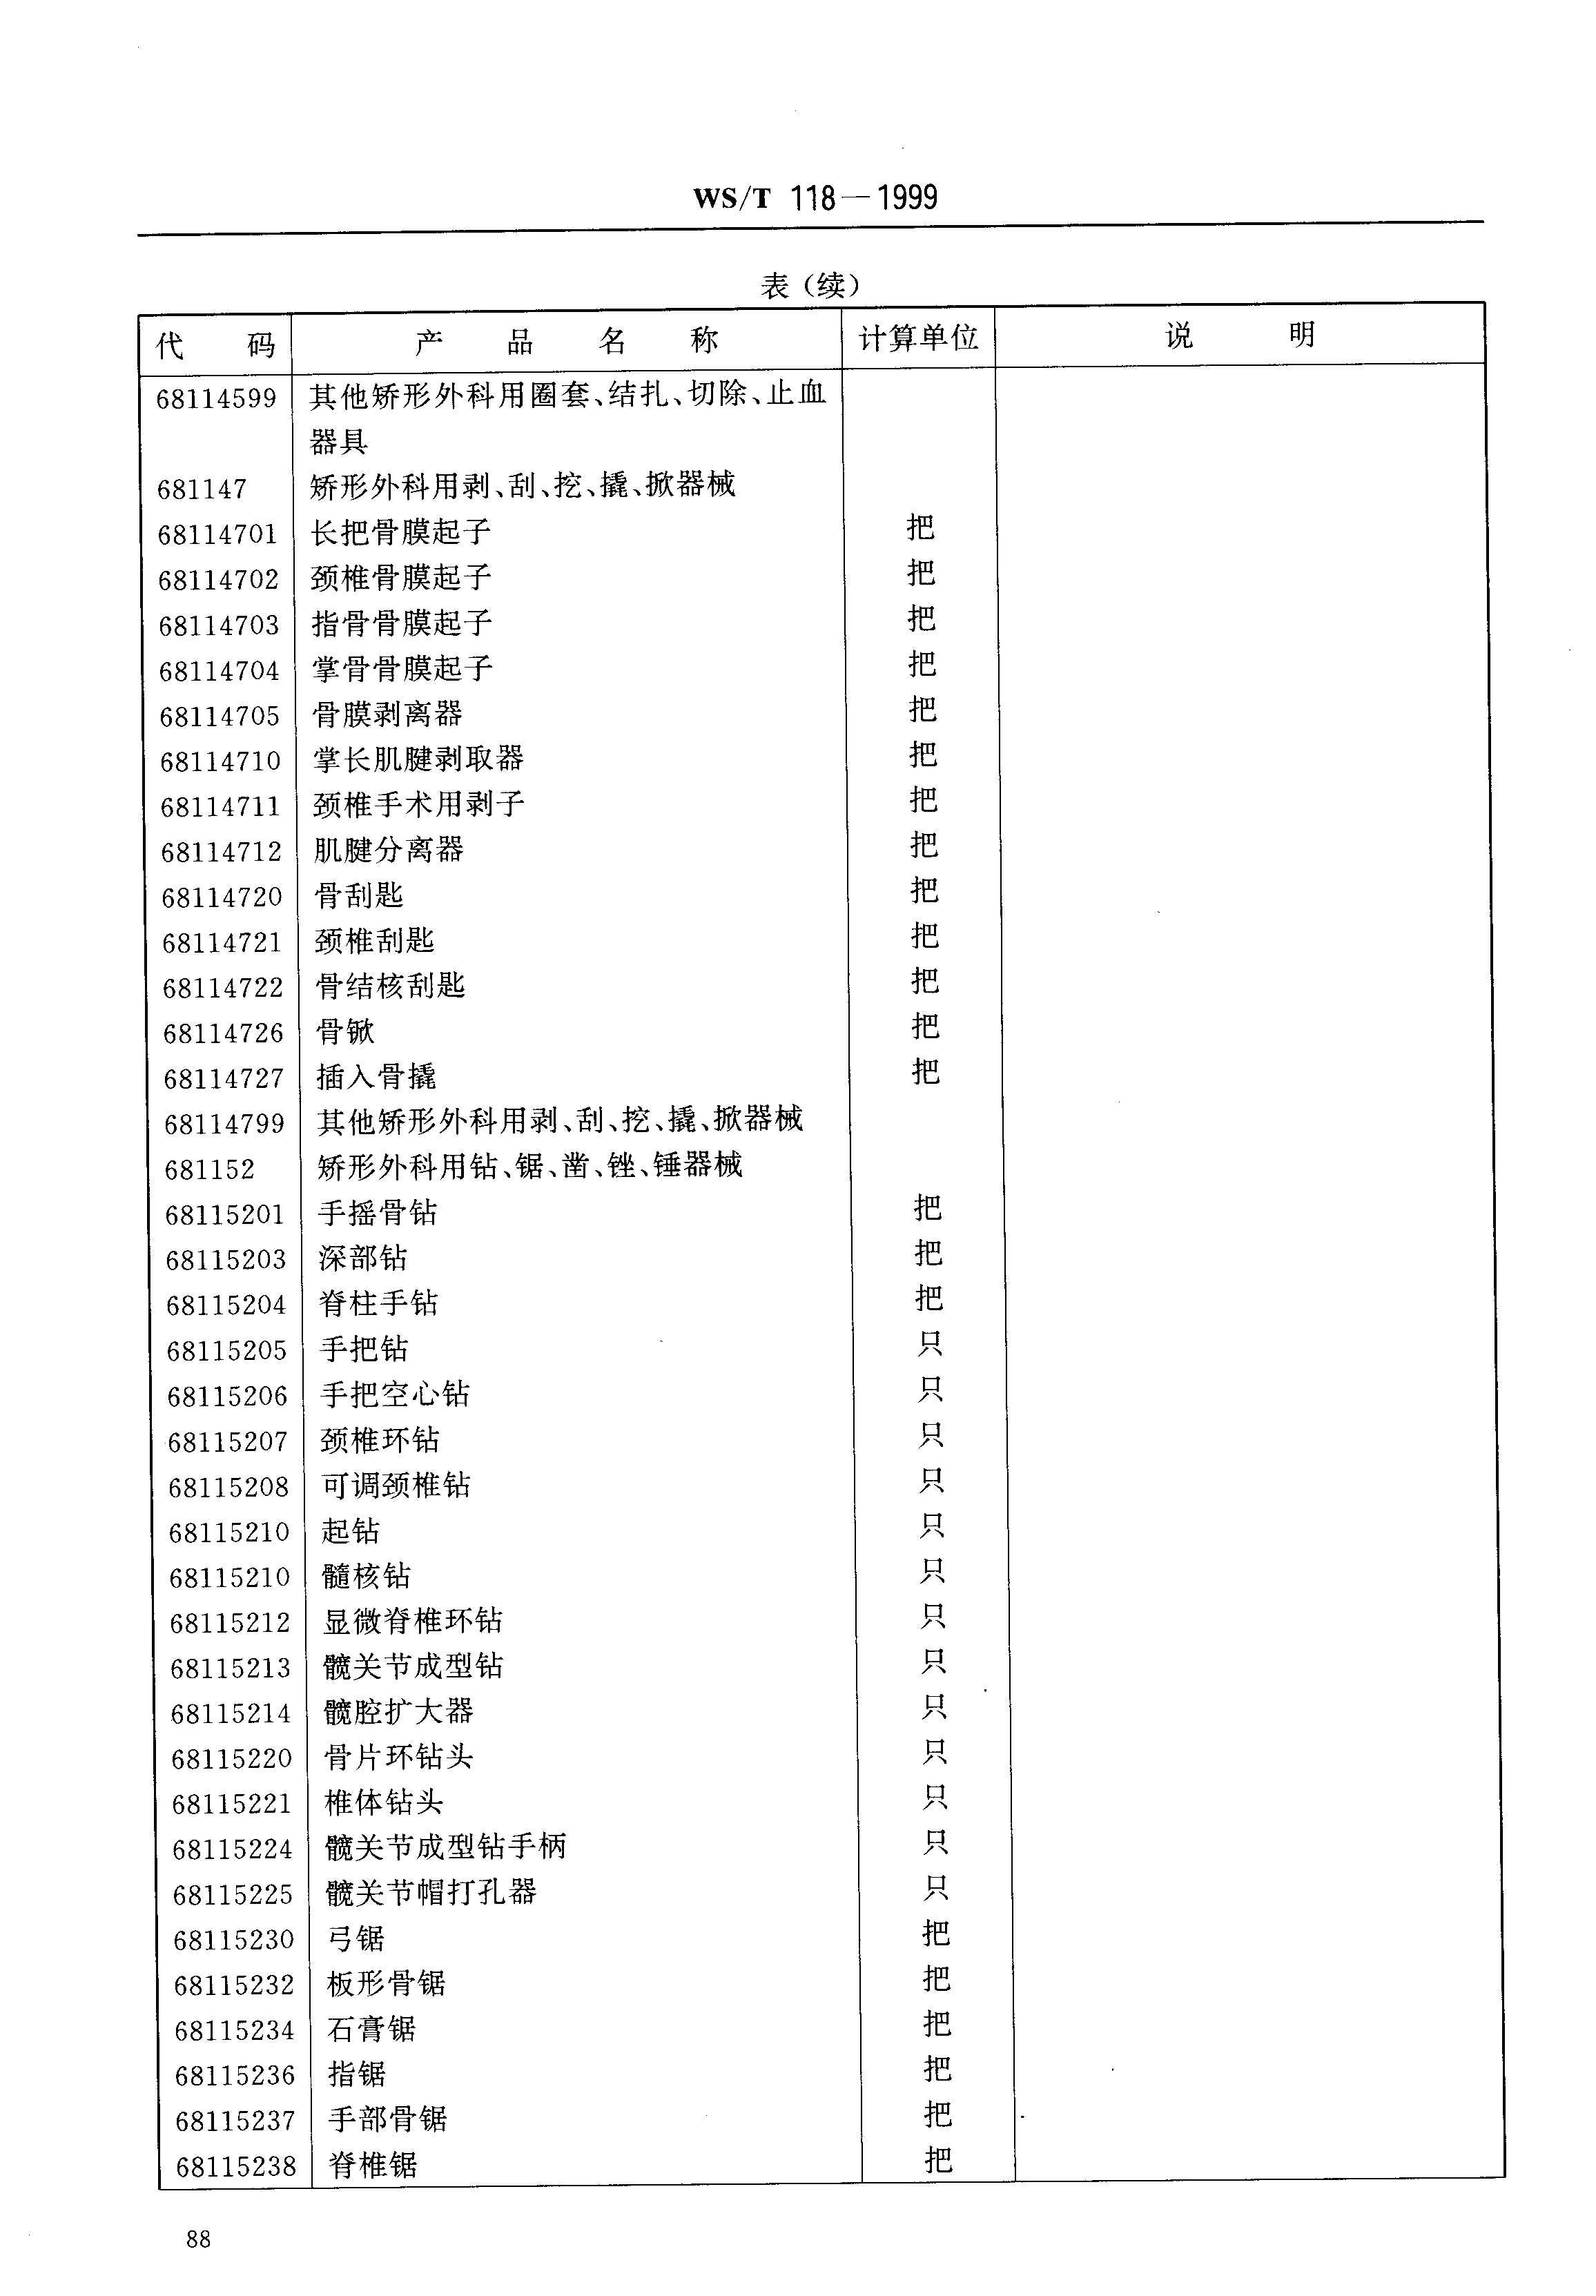 WS/T 118—1999
表（续）
代 码 产 品 名 称 计算单位 说 明
68114599 其他矫形外科用圈套、结扎、切除、止血
器具
681147 矫形外科用剥、刮、挖、撬、掀器械
68114701 长把骨膜起子 把
68114702 颈椎骨膜起子 把
68114703 指骨骨膜起子 把
68114704 掌骨骨膜起子 把
68114705 骨膜剥离器 把
68114710 掌长肌腱剥取器 把
68114711 颈椎手术用剥子 把
68114712 肌腱分离器 把
68114720 骨刮匙 把
68114721 颈椎刮匙 把
68114722 骨结核刮匙 把
68114726 骨锨 把
68114727 插入骨撬 把
68114799 其他矫形外科用剥、刮、挖、撬、掀器械
681152 矫形外科用钻、锯、凿、锉、锤器械
68115201 手摇骨钻 把
68115203 深部钻 把
68115204 脊柱手钻 把
68115205 手把钻 只
68115206 手把空心钻 只
68115207 颈椎环钻 只
68115208 可调颈椎钻 只
68115210 起钻 只
68115210 髓核钻 只
68115212 显微脊椎环钻 只
68115213 髋关节成型钻 只
68115214 髋腔扩大器 只
68115220 骨片环钻头 只
68115221 椎体钻头 只
68115224 髋关节成型钻手柄 只
68115225 髋关节帽打孔器 只
68115230 弓锯 把
68115232 板形骨锯 把
68115234 石膏锯 把
68115236 指锯 把
68115237 手部骨锯 把
68115238 脊椎锯 把
88